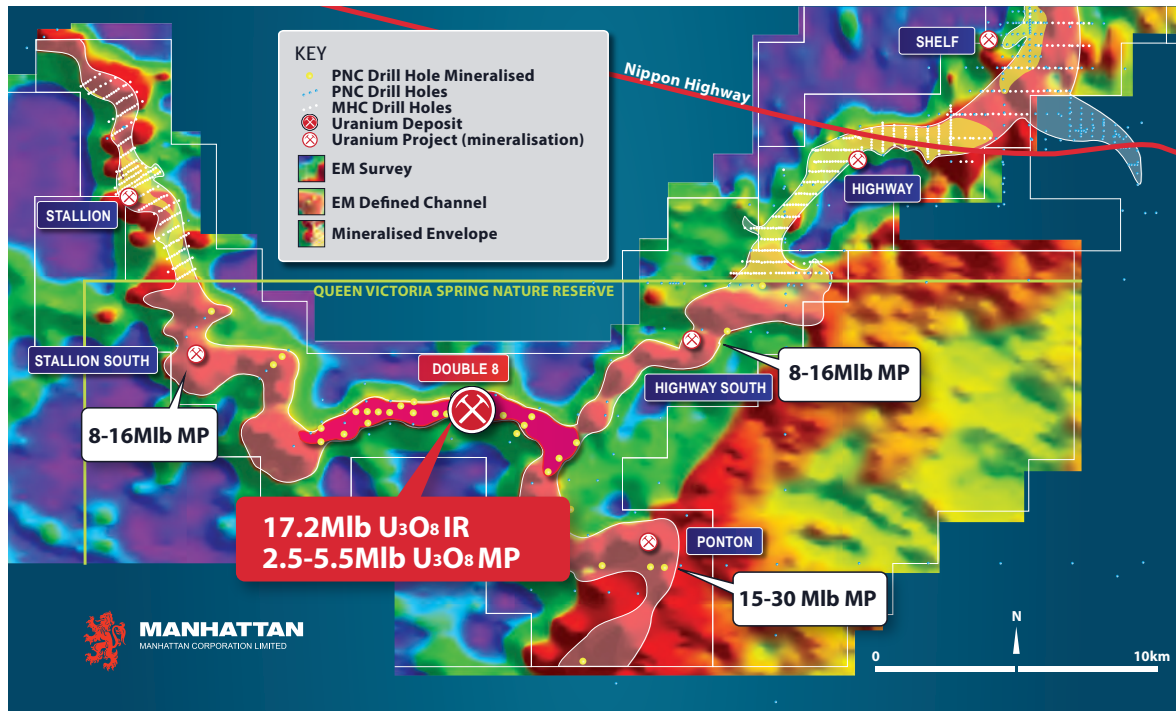 SHELF
KEY
PNC Drill Hole Mineralised
PNC Drill Holes
MHC Drill Holes
Uranium Deposit
Uranium Project (mineralisation)
EM Survey
EM Defined Channel
Mineralised Envelope
Nippon Highway
HIGHWAY
STALLION
QUEEN VICTORIA SPRING NATURE RESERVE
STALLION SOUTH
DOUBLE 8
HIGHWAY SOUTH
8-16Mlb MP
8-16Mlb MP
17.2Mlb U₃O₈ IR
2.5-5.5Mlb U₃O₈ MP
PONTON
15-30 Mlb MP
MANHATTAN
MANHATTAN CORPORATION LIMITED
N
0 10km